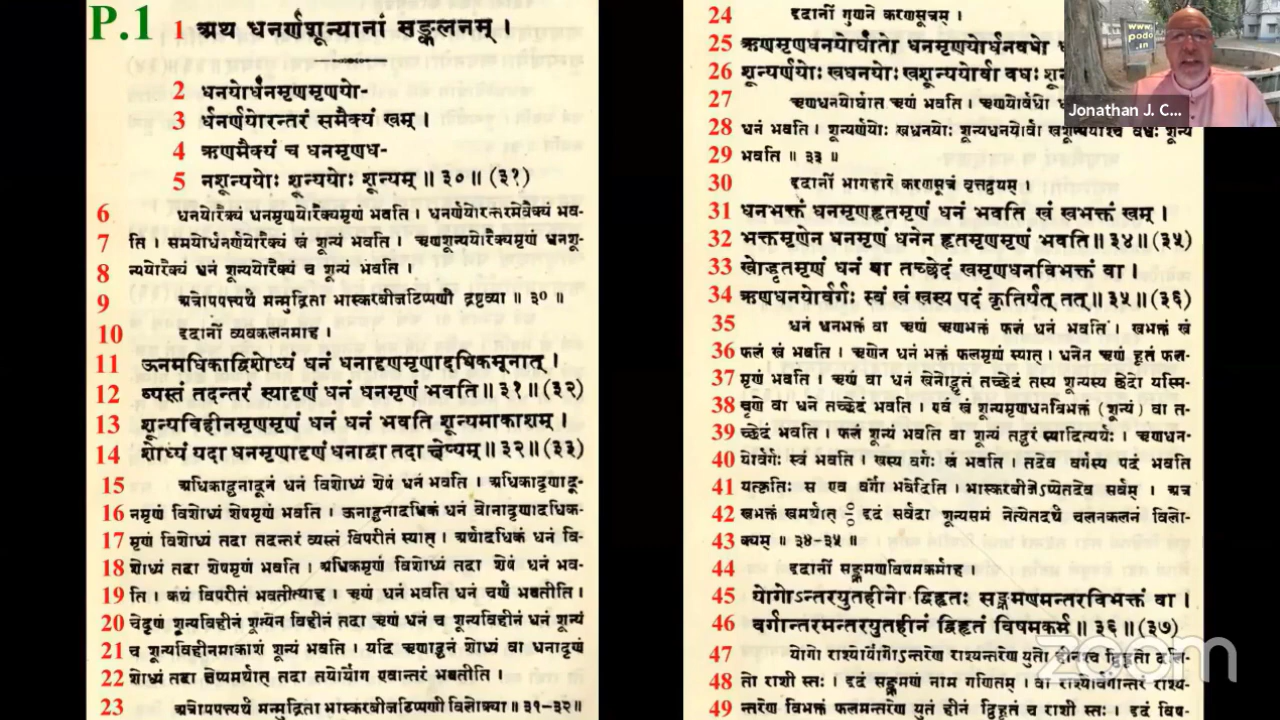 P.1
1 अथ धनर्णशून्यानां सङ्कलनम् ।
2 धनयोर्धनमृणमृणयो-
3 र्धनर्णयोरन्तरं समैक्यं खम् ।
4 ऋणमैक्यं च धनमृणध-
5 नशून्ययोः शून्ययोः शून्यम् ॥ ३० ॥ (३१)
6 धनयोरैक्यं धनमृणयोरैक्यमृणं भवति । धनर्णयोरन्तरमेवैक्यं भव-
7 ति । समयोर्धनर्णयोरैक्यं खं शून्यं भवति । ऋणशून्ययोरैक्यमृणं धनशू-
8 न्ययोरैक्यं धनं शून्ययोरैक्यं च शून्यं भवति ।
9 अत्रोपपत्त्यर्थं मन्मुद्रिता भास्करबीजटिप्पणी द्रष्टव्या ॥ ३० ॥
10 इदानीं व्यवकलनमाह ।
11 ऊनमधिकाद्विशोध्यं धनं धनादृणमृणादधिकमूनात् ।
12 व्यस्तं तदन्तरं स्यादृणं धनं धनमृणं भवति ॥ ३१ ॥ (३२)
13 शून्यविहीनमृणमृणं धनं धनं भवति शून्यमाकाशम् ।
14 शोध्यं यदा धनमृणादृणं धनाद्वा तदा क्षेप्यम् ॥ ३२ ॥ (३३)
15 अधिकाद्धनादूनं धनं विशोध्यं शेषं धनं भवति । अधिकादृणादू-
16 नमृणं विशोध्यं शेषमृणं भवति । ऊनाद्धनादधिकं धनं वोनादृणादधिक-
17 मृणं विशोध्यं तदा तदन्तरं व्यस्तं विपरीतं स्यात् । अर्थादधिकं धनं वि-
18 शोध्यं तदा शेषमृणं भवति । अधिकमृणं विशोध्यं तदा शेषं धनं भव-
19 ति । कथं विपरीतं भवतीत्याह । ऋणं धनं भवति धनं च ऋणं भवतीति ।
20 चेदृणं शून्यविहीनं शून्येन विहीनं तदा ऋणं धनं च शून्यविहीनं धनं शून्यं
21 च शून्यविहीनमाकाशं शून्यं भवति । यदि ऋणाद्धनं शोध्यं वा धनादृणं
22 शोध्यं तदा क्षेप्यमर्थात् तदा तयोर्योग एवान्तरं भवतीति ।
23 अत्रोपपत्त्यर्थं मन्मुद्रिता भास्करबीजटिप्पणी विलोक्या ॥ ३१-३२ ॥
24 इदानीं गुणने करणसूत्रम् ।
25 ऋणमृणधनयोर्घातो धनमृणयोर्धनवधो
26 शून्यर्णयोः खधनयोः खशून्ययोर्वा वधः
27 ऋणधनयोर्घात ऋणं भवति । ऋणयोर्वधो
28 धनं भवति । शून्यर्णयोः खधनयोः शून्यधनयोर्वा खशून्ययोश्च वधः शून्यं
29 भवति ॥ ३३ ॥
30 इदानीं भागहारे करणसूत्रं वृत्तद्वयम् ।
31 धनभक्तं धनमृणहृतमृणं धनं भवति खं खभक्तं खम् ।
32 भक्तमृणेन धनमृणं धनेन हृतमृणमृणं भवति ॥ ३४ ॥ (३५)
33 खोद्धृतमृणं धनं वा तच्छेदं खमृणधनविभक्तं वा ।
34 ऋणधनयोर्वर्गः स्वं खं खस्य पदं कृतिर्यत् तत् ॥ ३५ ॥ (३६)
35 धनं धनभक्तं वा ऋणं ऋणभक्तं फलं धनं भवति । खभक्तं खं
36 फलं खं भवति । ऋणेन धनं भक्तं फलमृणं स्यात् । धनेन ऋणं हृतं फल-
37 मृणं भवति । ऋणं वा धनं खेनोद्धृतं तच्छेदं तस्य शून्यस्य छेदो यस्मि-
38 न्नृणे वा धने तच्छेदं भवति । एवं खं शून्यमृणधनविभक्तं (शून्यं) वा त-
39 च्छेदं भवति । फलं शून्यं भवति वा शून्यं तद्धरं स्यादित्यर्थः । ऋणधन-
40 योर्वर्गः स्वं भवति । खस्य वर्गः खं भवति । तदेव वर्गस्य पदं भवति
41 यत्कृतिः स एव वर्गो भवेदिति । भास्करबीजेऽप्येतदेव सर्वम् । अत्र
42 खभक्तं खमर्थात् ०/० इदं सर्वदा शून्यसमं नेत्येतदर्थं चलनकलनं विलो-
43 क्यम् ॥ ३४-३५ ॥
44 इदानीं सङ्क्रमणविषमकर्माह ।
45 योगोऽन्तरयुतहीनो द्विहृतः सङ्क्रमणमन्तरविभक्तं वा ।
46 वर्गान्तरमन्तरयुतहीनं द्विहृतं विषमकर्म ॥ ३६ ॥ (३७)
47 योगो राश्योर्योगोऽन्तरेण राश्यन्तरेण युतो हीनश्च द्विहृतो दलि-
48 तो राशी स्तः । इदं सङ्क्रमणं नाम गणितम् । वा राश्योर्वर्गान्तरं राश्य-
49 न्तरेण विभक्तं फलमन्तरेण युतं हीनं द्विहृतं च राशी स्तः । इदं विष-
www.
podo
.in
Jonathan J. C...
zoom